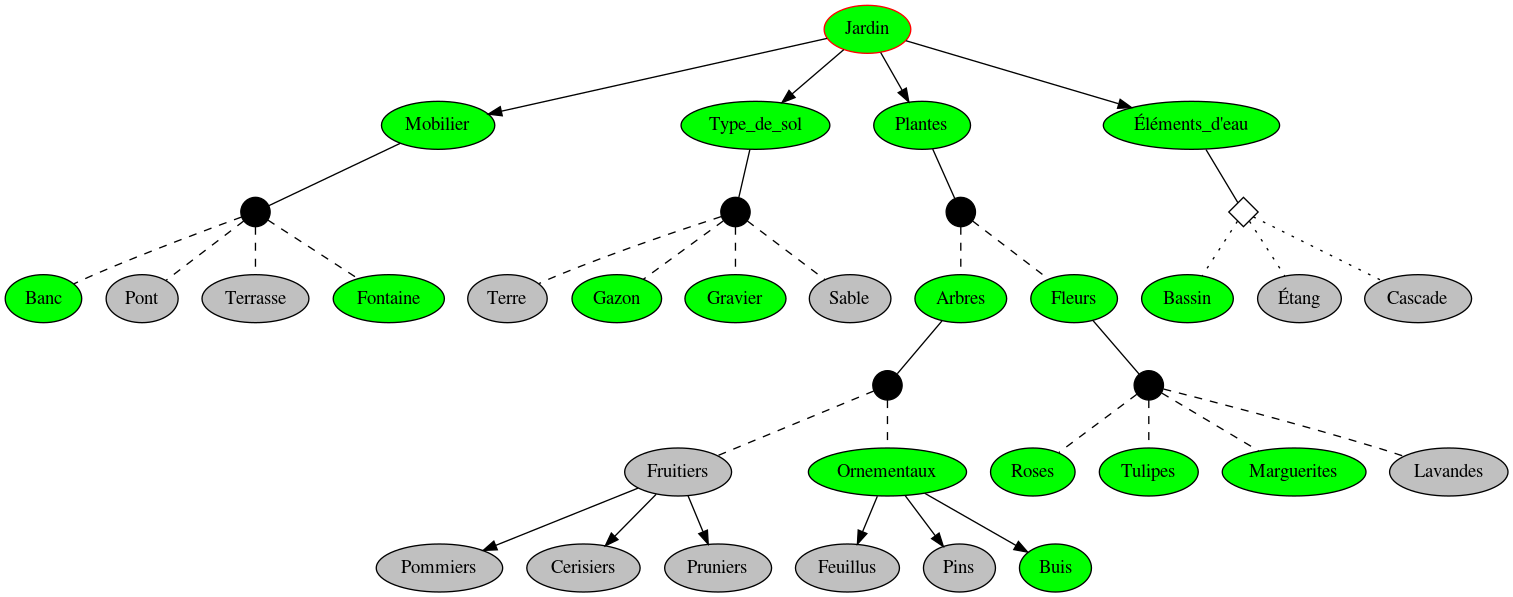 Jardin
Mobilier
Type_de_sol
Plantes
Éléments_d'eau
Banc
Pont
Terrasse
Fontaine
Terre
Gazon
Gravier
Sable
Arbres
Fleurs
Bassin
Étang
Cascade
Fruitiers
Ornementaux
Roses
Tulipes
Marguerites
Lavandes
Pommiers
Cerisiers
Pruniers
Feuillus
Pins
Buis